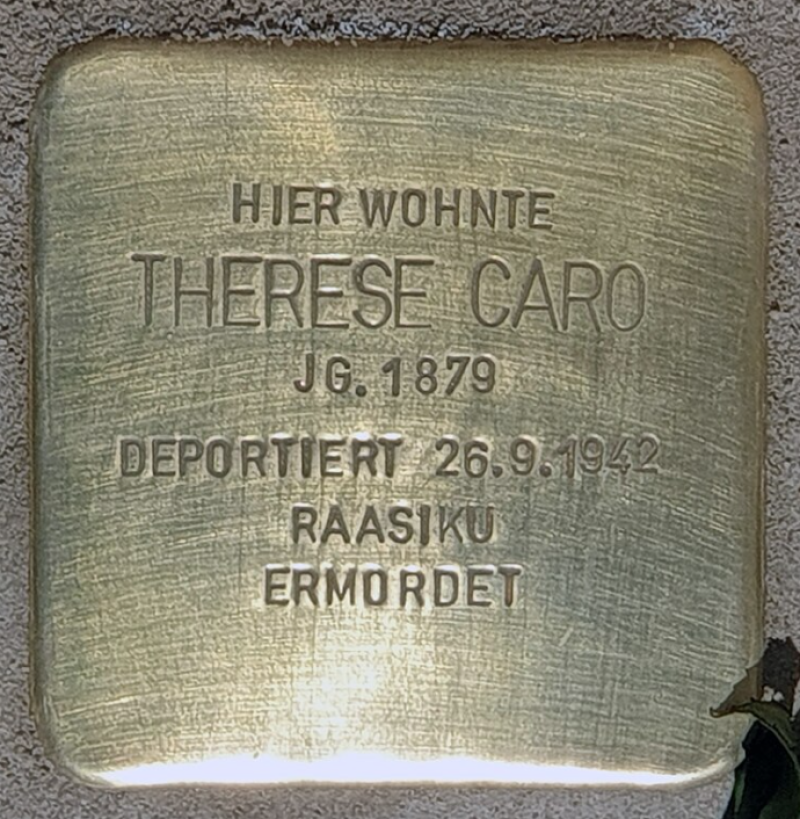 HIER WOHNTE
THERESE CARO
JG. 1879
DEPORTIERT 26.9.1942
RAASIKU
ERMORDET